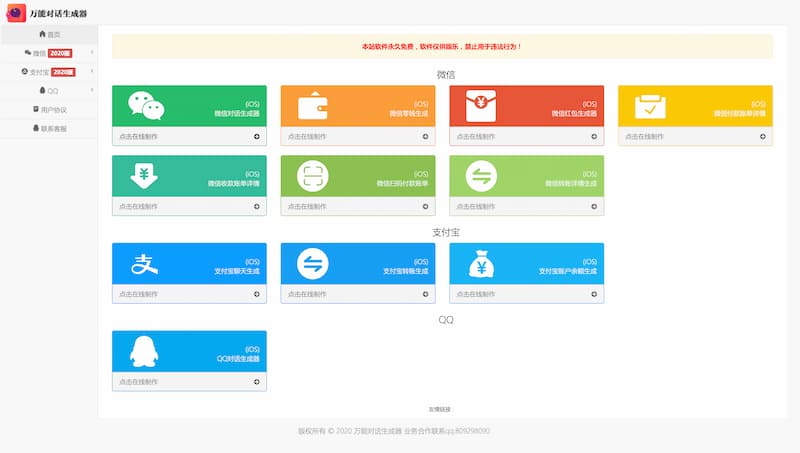 万能对话生成器
首页
微信 2020版
支付宝 2020版
QQ
用户协议
联系客服
本站软件永久免费，软件仅供娱乐，禁止用于违法行为！
微信
(iOS)
微信对话生成器
点击在线制作
(iOS)
微信零钱生成
点击在线制作
(iOS)
微信红包生成器
点击在线制作
(iOS)
微信付款账单详情
点击在线制作
(iOS)
微信收款账单详情
点击在线制作
(iOS)
微信扫码付款账单
点击在线制作
(iOS)
微信转账详情生成
点击在线制作
支付宝
支
(iOS)
支付宝聊天生成
点击在线制作
(iOS)
支付宝转账生成
点击在线制作
(iOS)
支付宝账户余额生成
点击在线制作
QQ
(iOS)
QQ对话生成器
点击在线制作
友情链接
版权所有 © 2020 万能对话生成器 业务合作联系qq:809298090